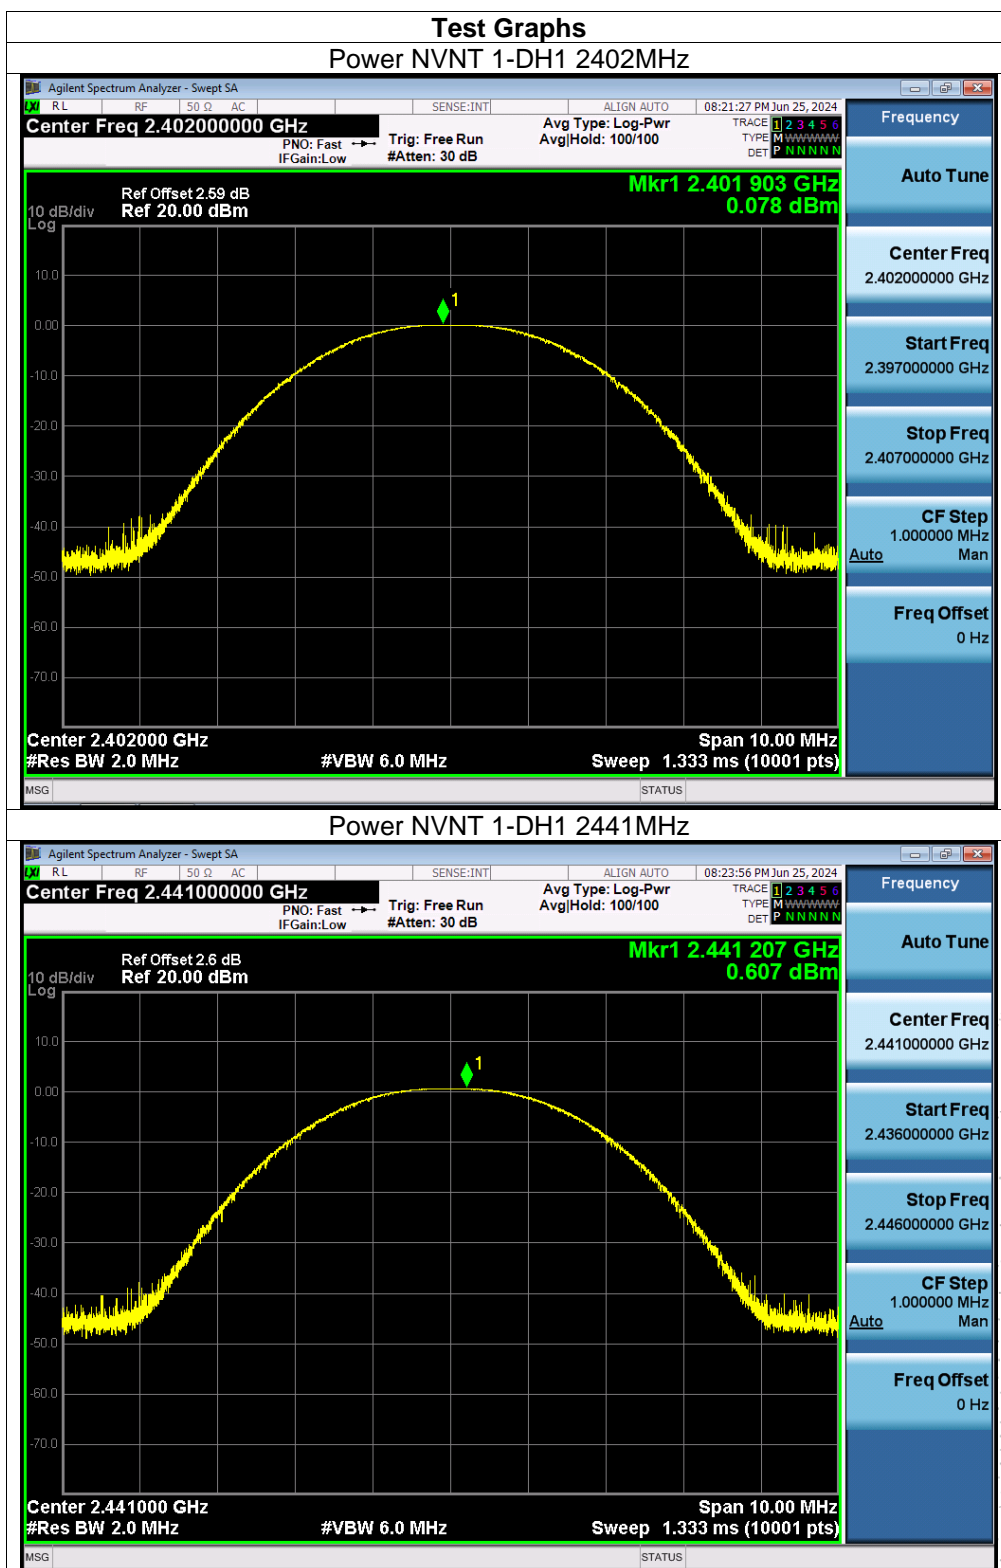 Test Graphs
Power NVNT 1-DH1 2402MHz
Agilent Spectrum Analyzer - Swept SA
LXI RL RF 50 Ω AC SENSE:INT ALIGN AUTO 08:21:27 PM Jun 25, 2024
Center Freq 2.402000000 GHz
PNO: Fast
IFGain:Low
Trig: Free Run
#Atten: 30 dB
Avg Type: Log-Pwr
Avg|Hold: 100/100
TRACE 1 2 3 4 5 6
TYPE M WWWWW
DET P N N N N N
Frequency
Ref Offset 2.59 dB
10 dB/div Ref 20.00 dBm
Log
Mkr1 2.401 903 GHz
0.078 dBm
10.0
0.00
-10.0
-20.0
-30.0
-40.0
-50.0
-60.0
-70.0
1
Center 2.402000 GHz
#Res BW 2.0 MHz
#VBW 6.0 MHz
Span 10.00 MHz
Sweep 1.333 ms (10001 pts)
Auto Tune
Center Freq
2.402000000 GHz
Start Freq
2.397000000 GHz
Stop Freq
2.407000000 GHz
CF Step
1.000000 MHz
Auto Man
Freq Offset
0 Hz
MSG STATUS
Power NVNT 1-DH1 2441MHz
Agilent Spectrum Analyzer - Swept SA
LXI RL RF 50 Ω AC SENSE:INT ALIGN AUTO 08:23:56 PM Jun 25, 2024
Center Freq 2.441000000 GHz
PNO: Fast
IFGain:Low
Trig: Free Run
#Atten: 30 dB
Avg Type: Log-Pwr
Avg|Hold: 100/100
TRACE 1 2 3 4 5 6
TYPE M WWWWW
DET P N N N N N
Frequency
Ref Offset 2.6 dB
10 dB/div Ref 20.00 dBm
Log
Mkr1 2.441 207 GHz
0.607 dBm
10.0
0.00
-10.0
-20.0
-30.0
-40.0
-50.0
-60.0
-70.0
1
Center 2.441000 GHz
#Res BW 2.0 MHz
#VBW 6.0 MHz
Span 10.00 MHz
Sweep 1.333 ms (10001 pts)
Auto Tune
Center Freq
2.441000000 GHz
Start Freq
2.436000000 GHz
Stop Freq
2.446000000 GHz
CF Step
1.000000 MHz
Auto Man
Freq Offset
0 Hz
MSG STATUS